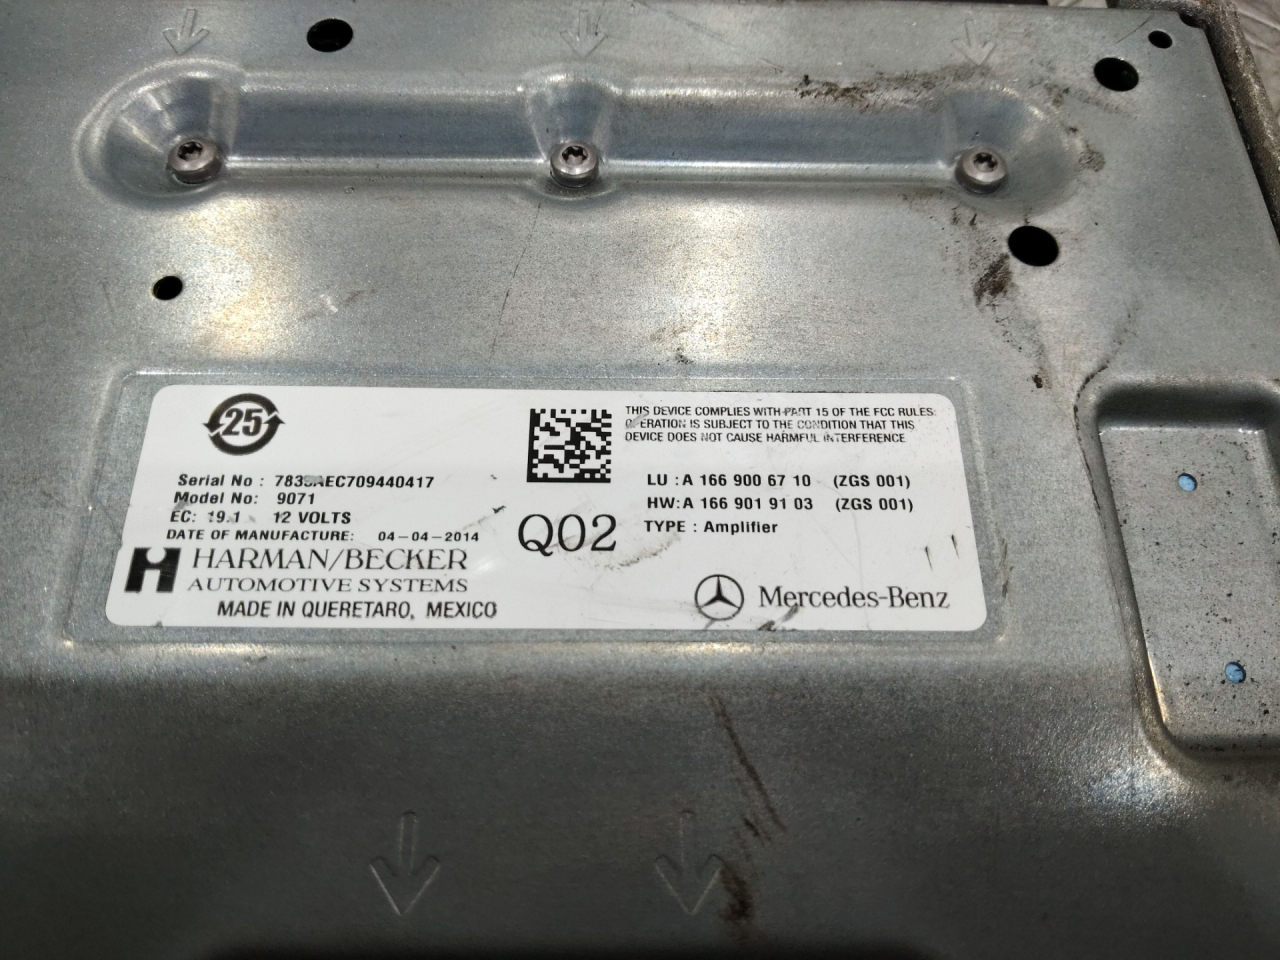 25
THIS DEVICE COMPLIES WITH PART 15 OF THE FCC RULES:
OPERATION IS SUBJECT TO THE CONDITION THAT THIS
DEVICE DOES NOT CAUSE HARMFUL INTERFERENCE
Serial No :
Model No: 9071
EC: 19.1 12 VOLTS
DATE OF MANUFACTURE: 04-04-2014
Q02
LU : A 166 900 67 10 (ZGS 001)
HW: A 166 901 91 03 (ZGS 001)
TYPE : Amplifier
HARMAN/BECKER
AUTOMOTIVE SYSTEMS
MADE IN QUERETARO, MEXICO
Mercedes-Benz